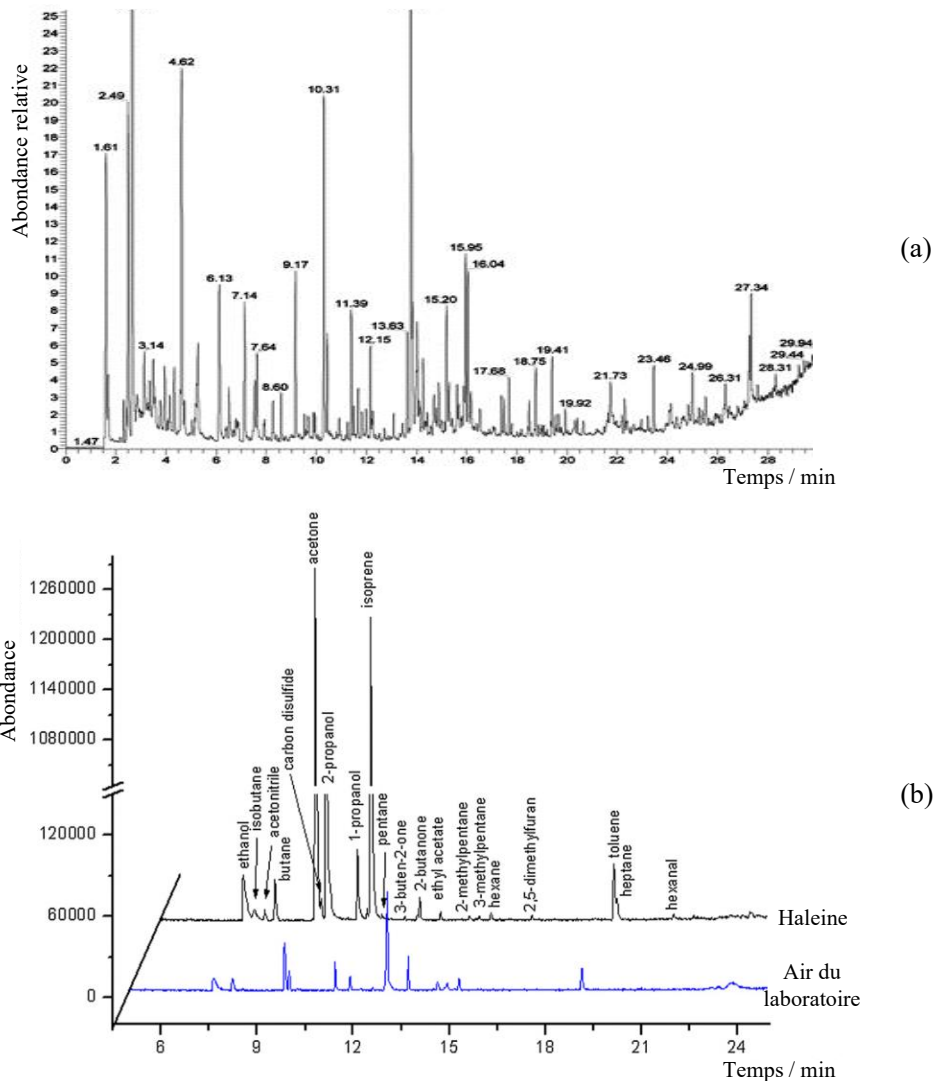 Abondance relative
25
24
23
22
21
20
19
18
17
16
15
14
13
12
11
10
9
8
7
6
5
4
3
2
1
0
1.47
1.61
2.49
3.14
4.62
6.13
7.14
7.64
8.60
9.17
10.31
11.39
12.15
13.63
15.20
15.95
16.04
17.68
18.75
19.41
19.92
21.73
23.46
24.99
26.31
27.34
28.31
29.44
29.94
0 2 4 6 8 10 12 14 16 18 20 22 24 26 28
Temps / min
(a)
Abondance
1260000
1200000
1140000
1080000
120000
60000
0
ethanol
isobutane
acetonitrile
butane
carbon disulfide
acetone
2-propanol
1-propanol
isoprene
pentane
3-buten-2-one
2-butanone
ethyl acetate
2-methylpentane
3-methylpentane
hexane
2,5-dimethylfuran
toluene
heptane
hexanal
Haleine
Air du
laboratoire
6 9 12 15 18 21 24
Temps / min
(b)